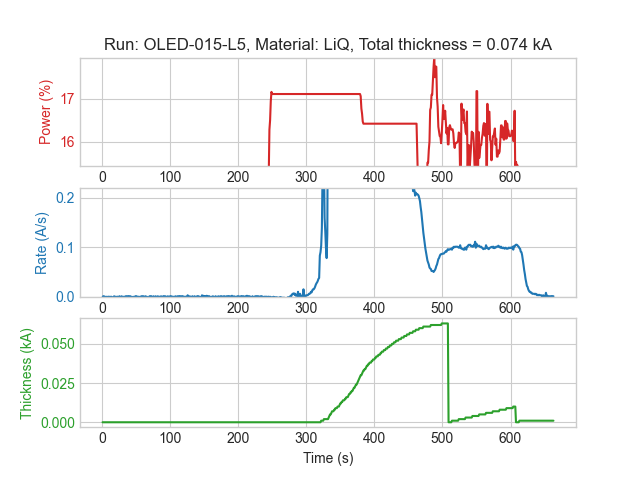 Run: OLED-015-L5, Material: LiQ, Total thickness = 0.074 kA
Power (%)
17
16
0 100 200 300 400 500 600
Rate (A/s)
0.2
0.1
0.0
0 100 200 300 400 500 600
Thickness (kA)
0.050
0.025
0.000
0 100 200 300 400 500 600
Time (s)